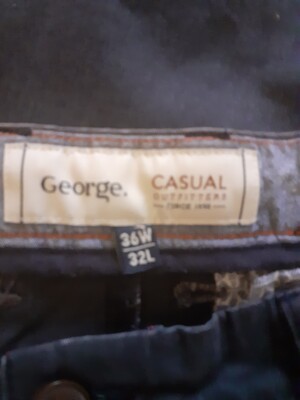 George.
CASUAL
OUTFITTERS
SINCE 1990
36W
32L